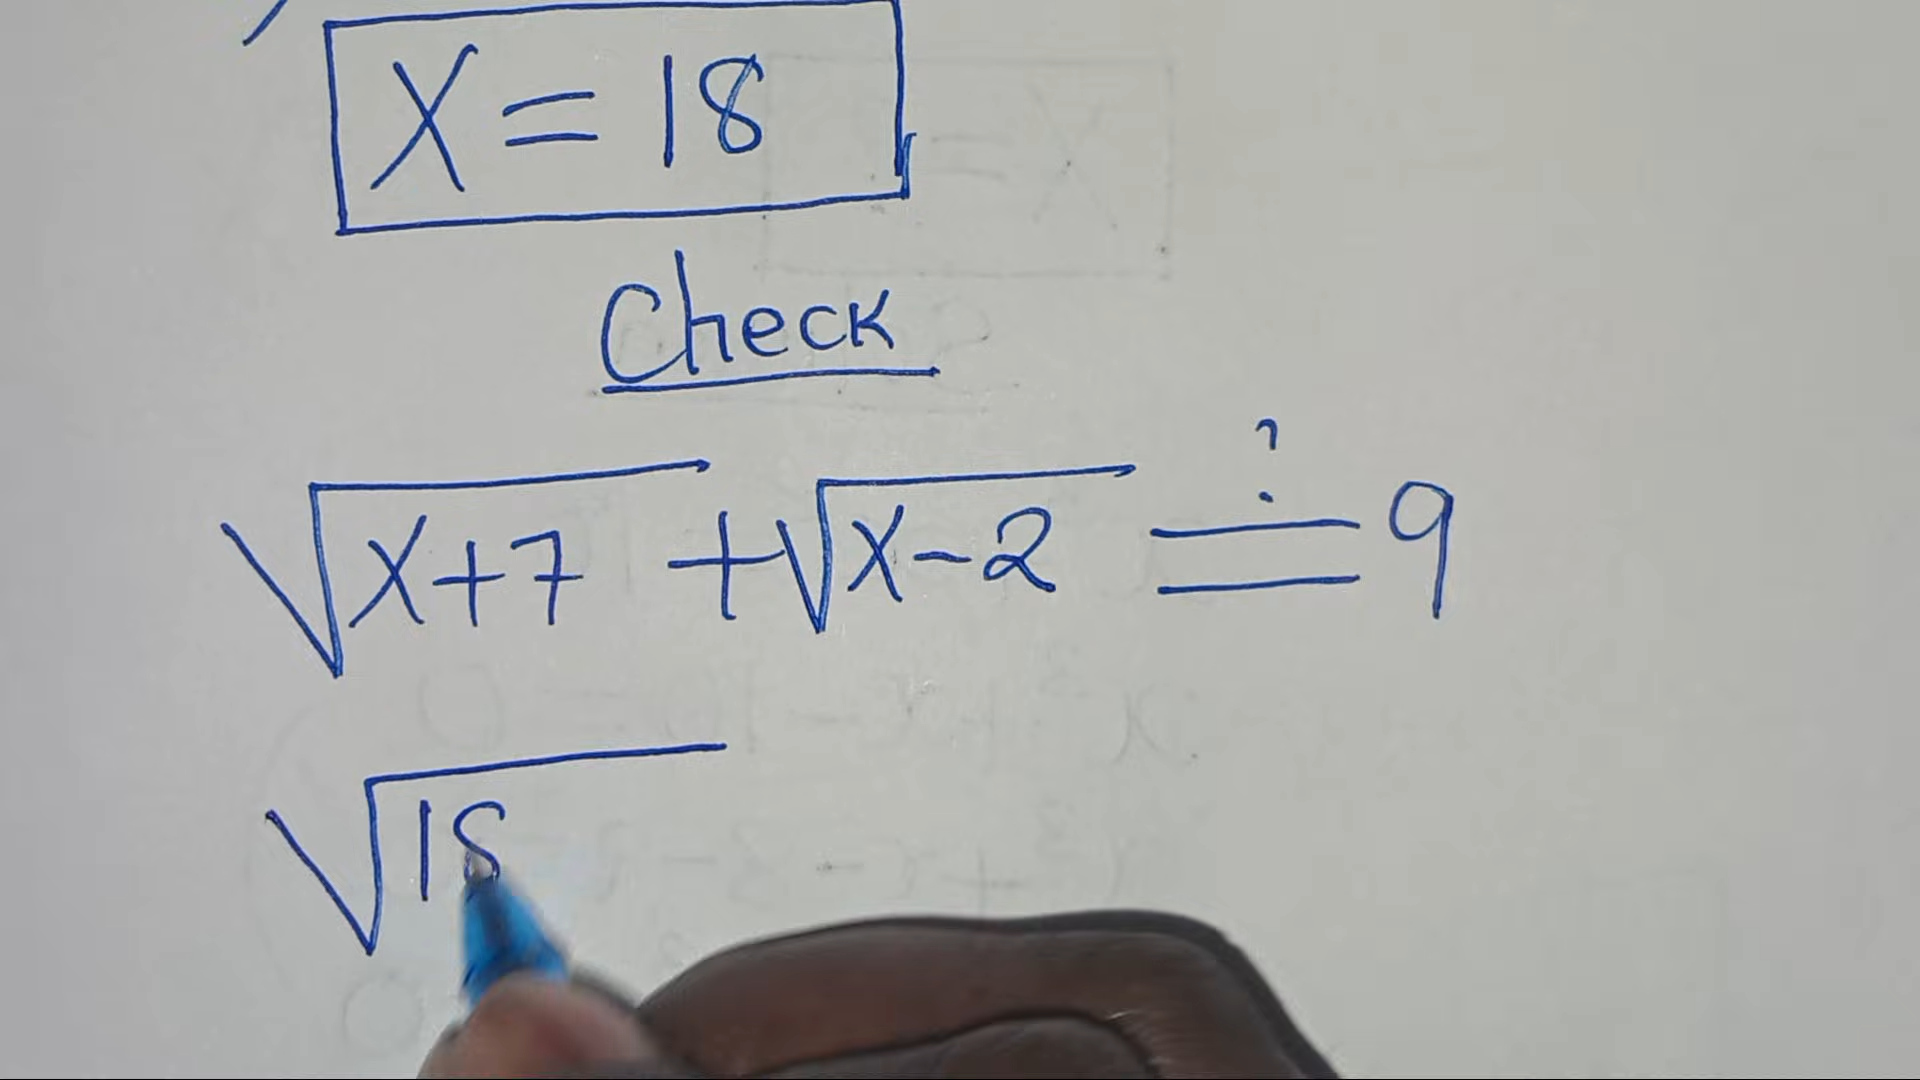 X = 18
Check
√(X+7) + √(X-2) ≟ 9
√18